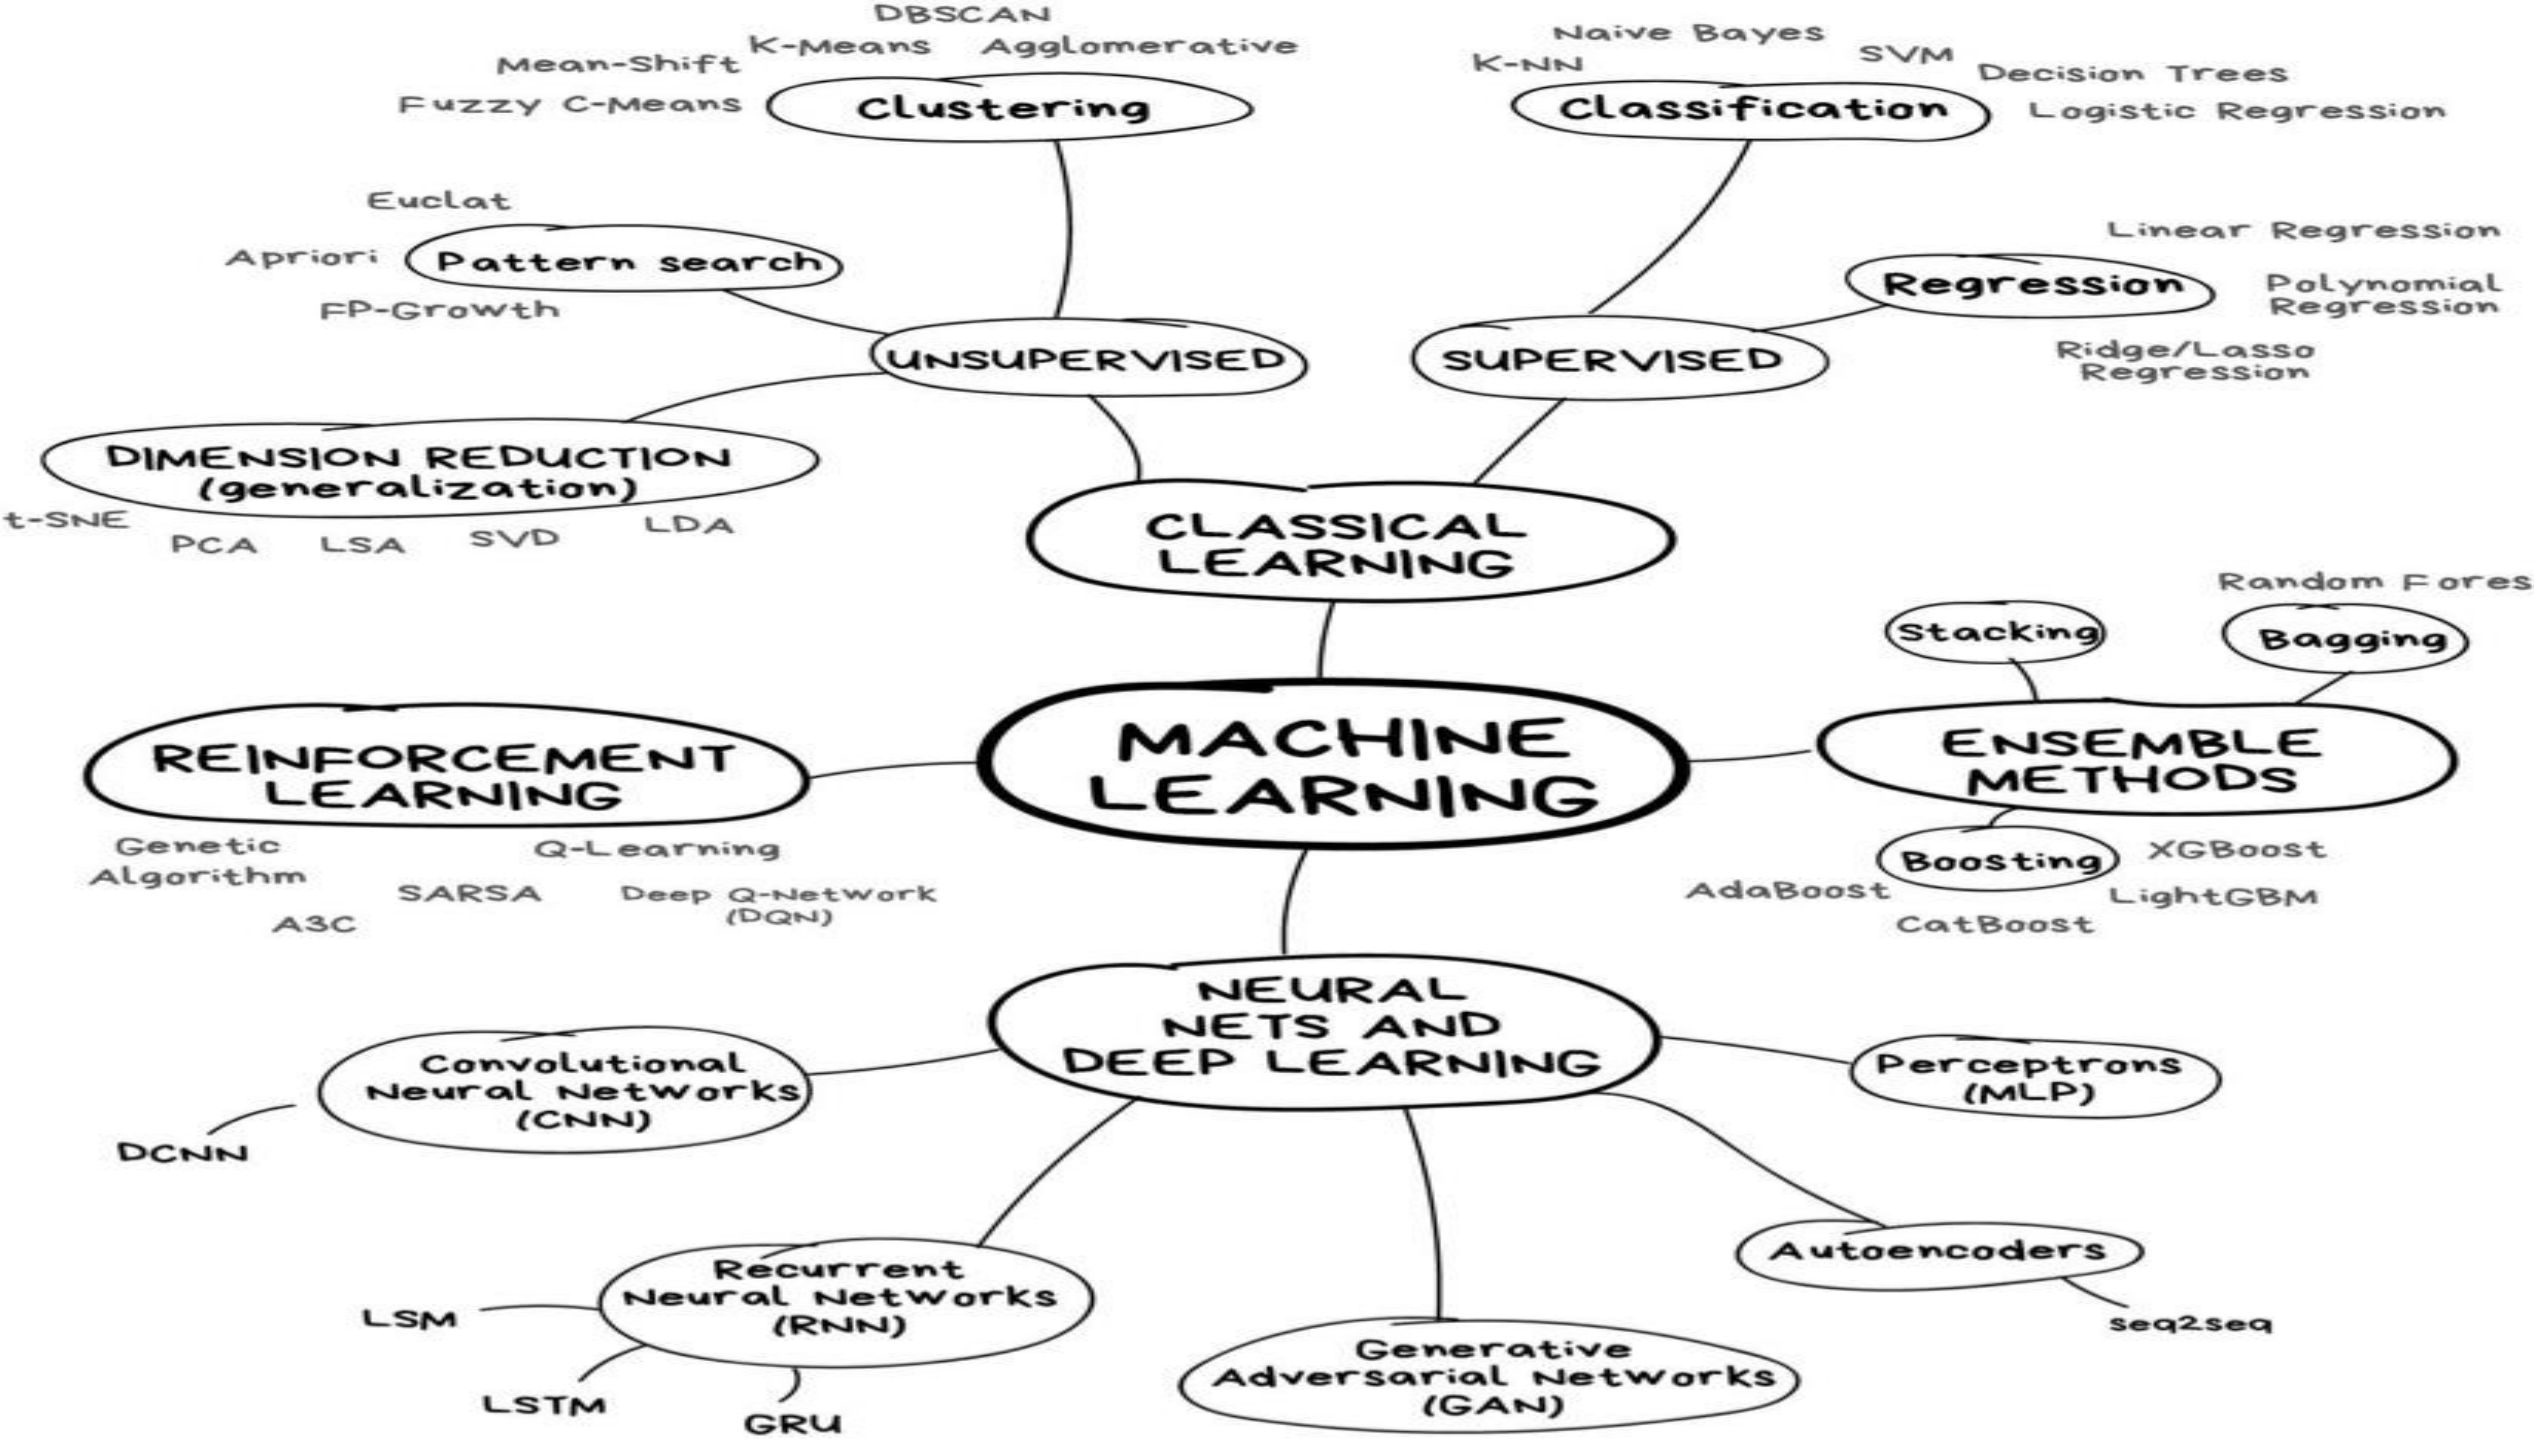 DBSCAN
Mean-Shift
K-Means
Agglomerative
Fuzzy C-Means
Clustering
Naive Bayes
K-NN
SVM
Decision Trees
Classification
Logistic Regression
Euclat
Apriori
Pattern search
FP-Growth
Linear Regression
Regression
Polynomial
Regression
Ridge/Lasso
Regression
UNSUPERVISED
SUPERVISED
DIMENSION REDUCTION
(generalization)
t-SNE
PCA
LSA
SVD
LDA
CLASSICAL
LEARNING
Random Fores
Stacking
Bagging
REINFORCEMENT
LEARNING
MACHINE
LEARNING
ENSEMBLE
METHODS
Genetic
Algorithm
Q-Learning
SARSA
Deep Q-Network
(DQN)
A3C
Boosting
XGBoost
AdaBoost
LightGBM
CatBoost
NEURAL
NETS AND
DEEP LEARNING
Convolutional
Neural Networks
(CNN)
DCNN
Perceptrons
(MLP)
Recurrent
Neural Networks
(RNN)
LSM
LSTM
GRU
Autoencoders
seq2seq
Generative
Adversarial Networks
(GAN)